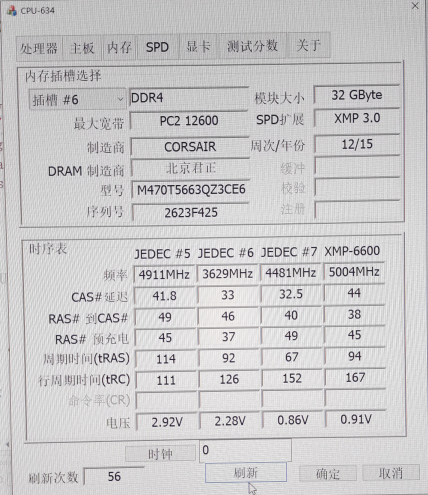 CPU-634
处理器 主板 内存 SPD 显卡 测试分数 关于
内存插槽选择
插槽 #6 DDR4 模块大小 32 GByte
最大宽带 PC2 12600 SPD扩展 XMP 3.0
制造商 CORSAIR 周次/年份 12/15
DRAM 制造商 北京君正 缓冲
型号 M470T5663QZ3CE6 校验
序列号 2623F425 注册
时序表
JEDEC #5 JEDEC #6 JEDEC #7 XMP-6600
频率 4911MHz 3629MHz 4481MHz 5004MHz
CAS#延迟 41.8 33 32.5 44
RAS# 到CAS# 49 46 40 38
RAS# 预充电 45 37 49 45
周期时间(tRAS) 114 92 67 94
行周期时间(tRC) 111 126 152 167
命令率(CR)
电压 2.92V 2.28V 0.86V 0.91V
时钟 0
刷新次数 56 刷新 确定 取消